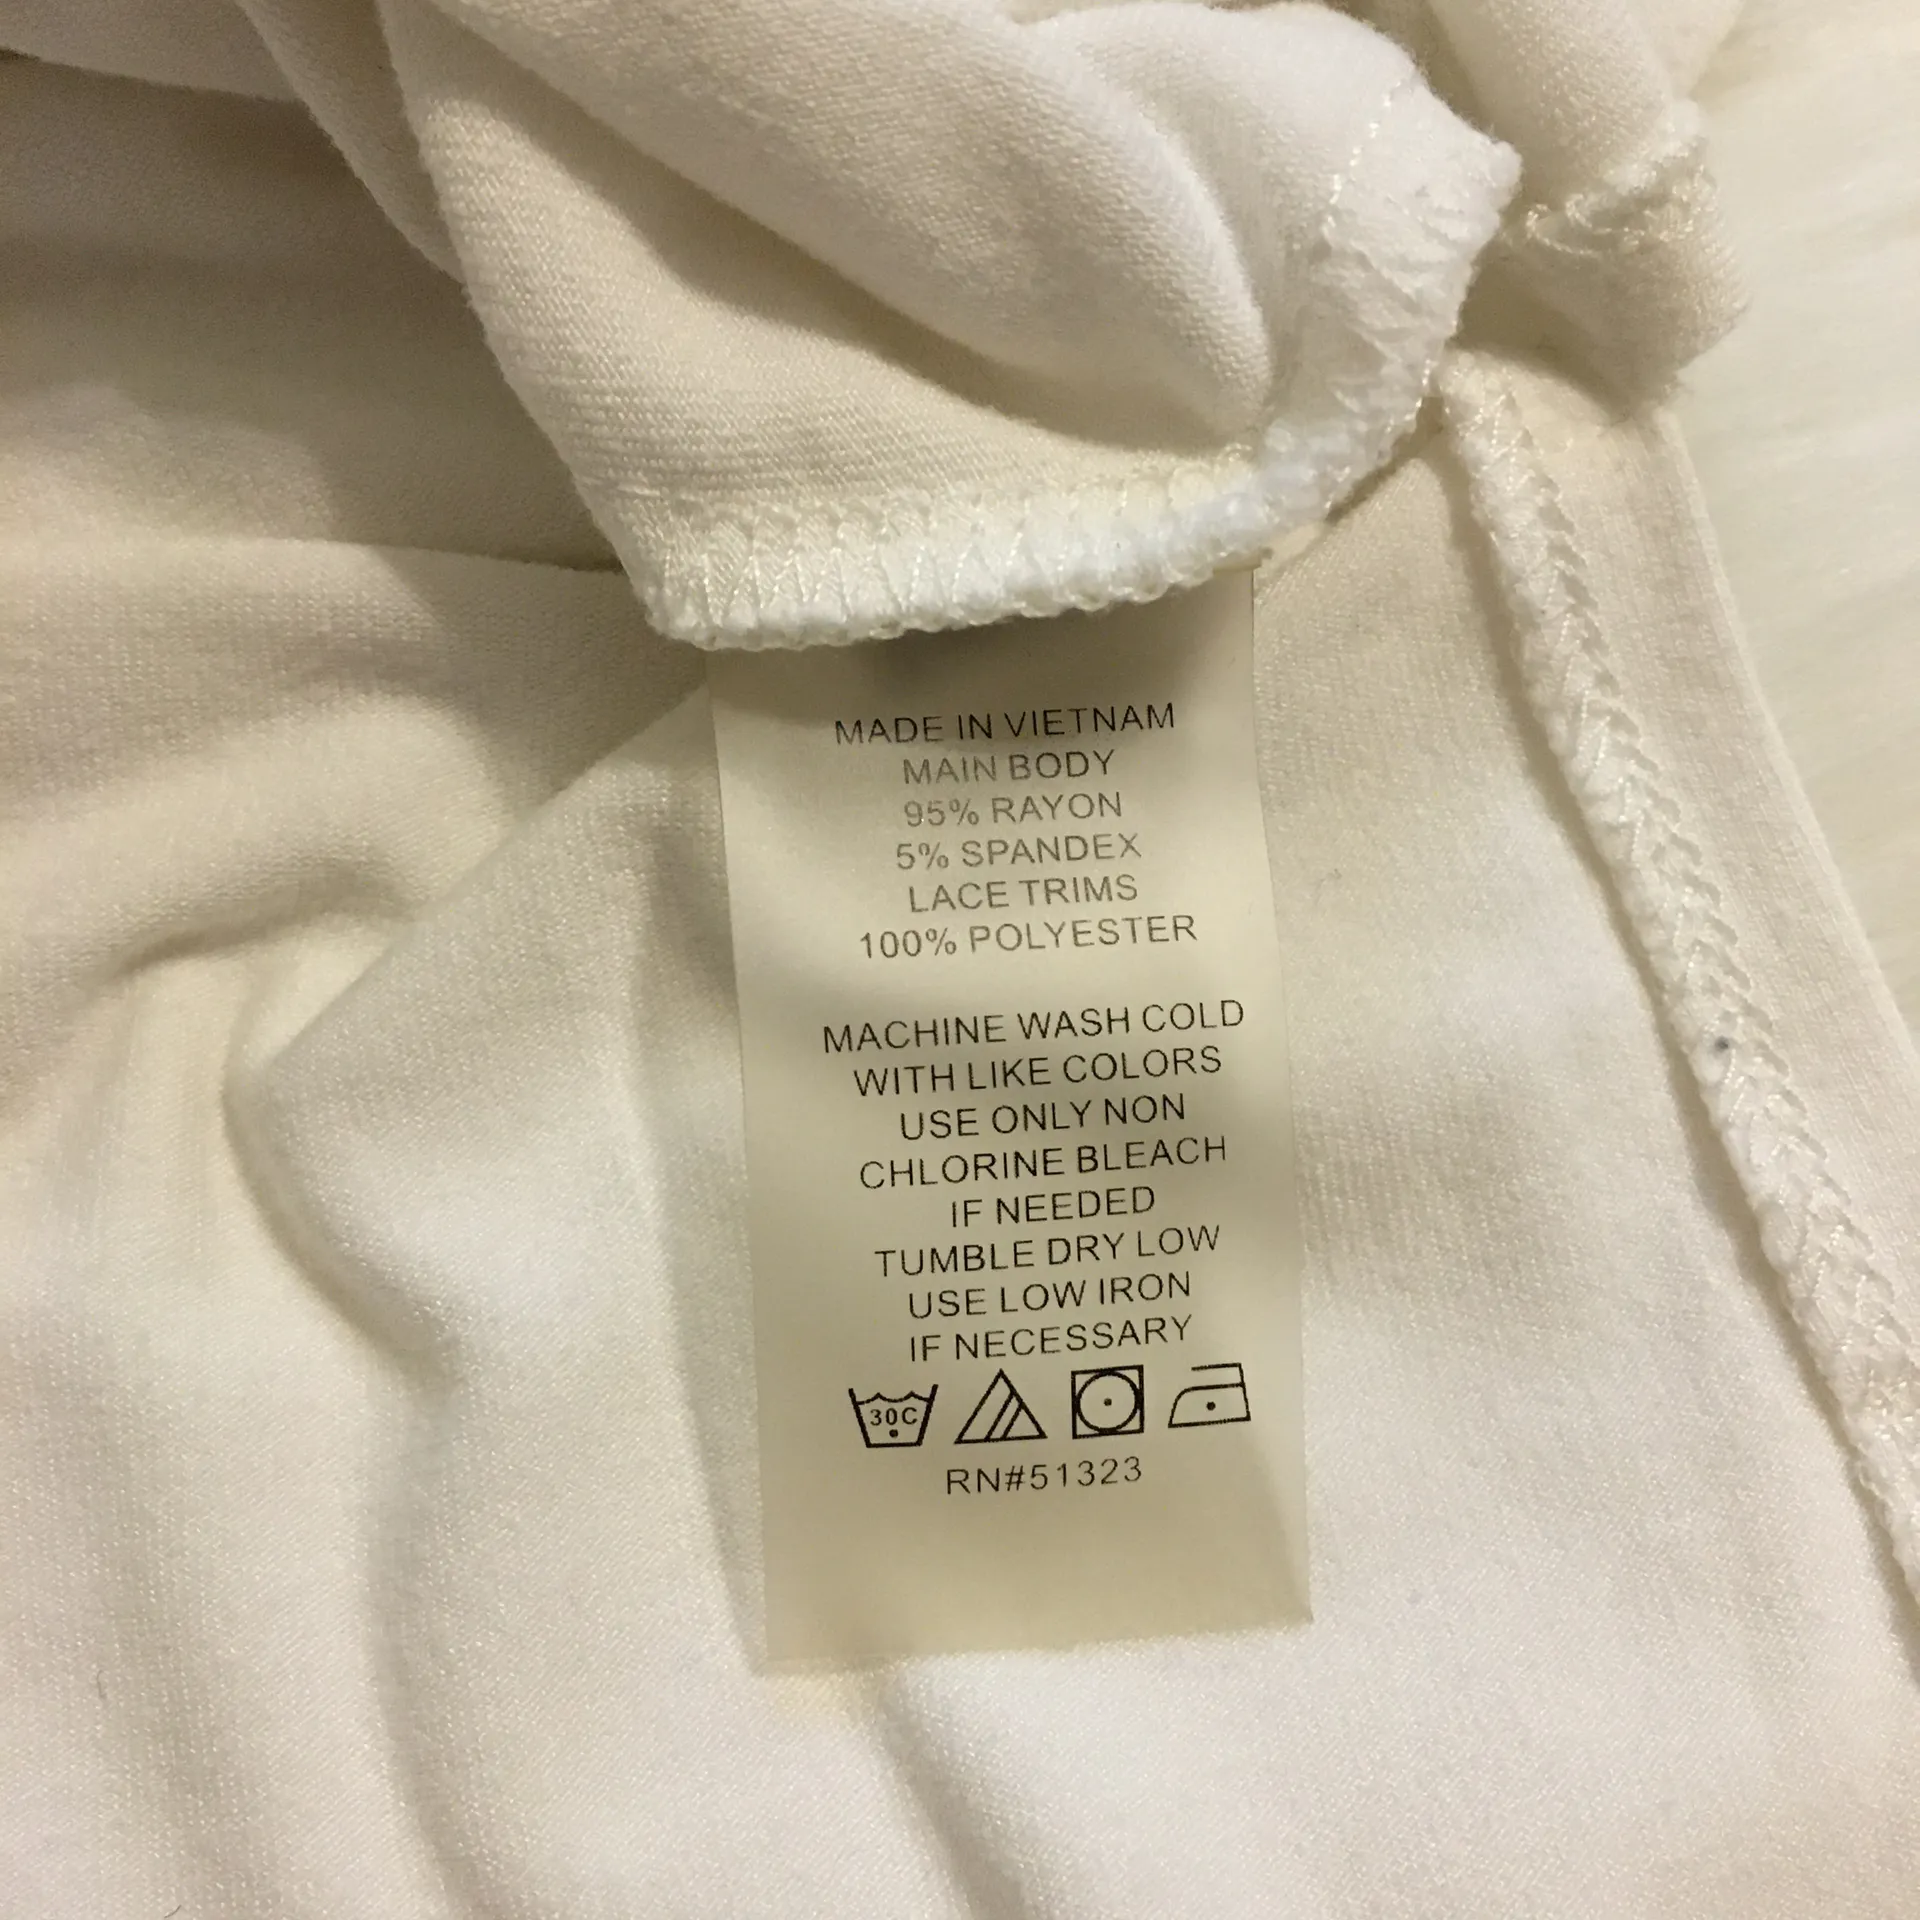 MADE IN VIETNAM
MAIN BODY
95% RAYON
5% SPANDEX
LACE TRIMS
100% POLYESTER
MACHINE WASH COLD
WITH LIKE COLORS
USE ONLY NON
CHLORINE BLEACH
IF NEEDED
TUMBLE DRY LOW
USE LOW IRON
IF NECESSARY
30C
RN#51323